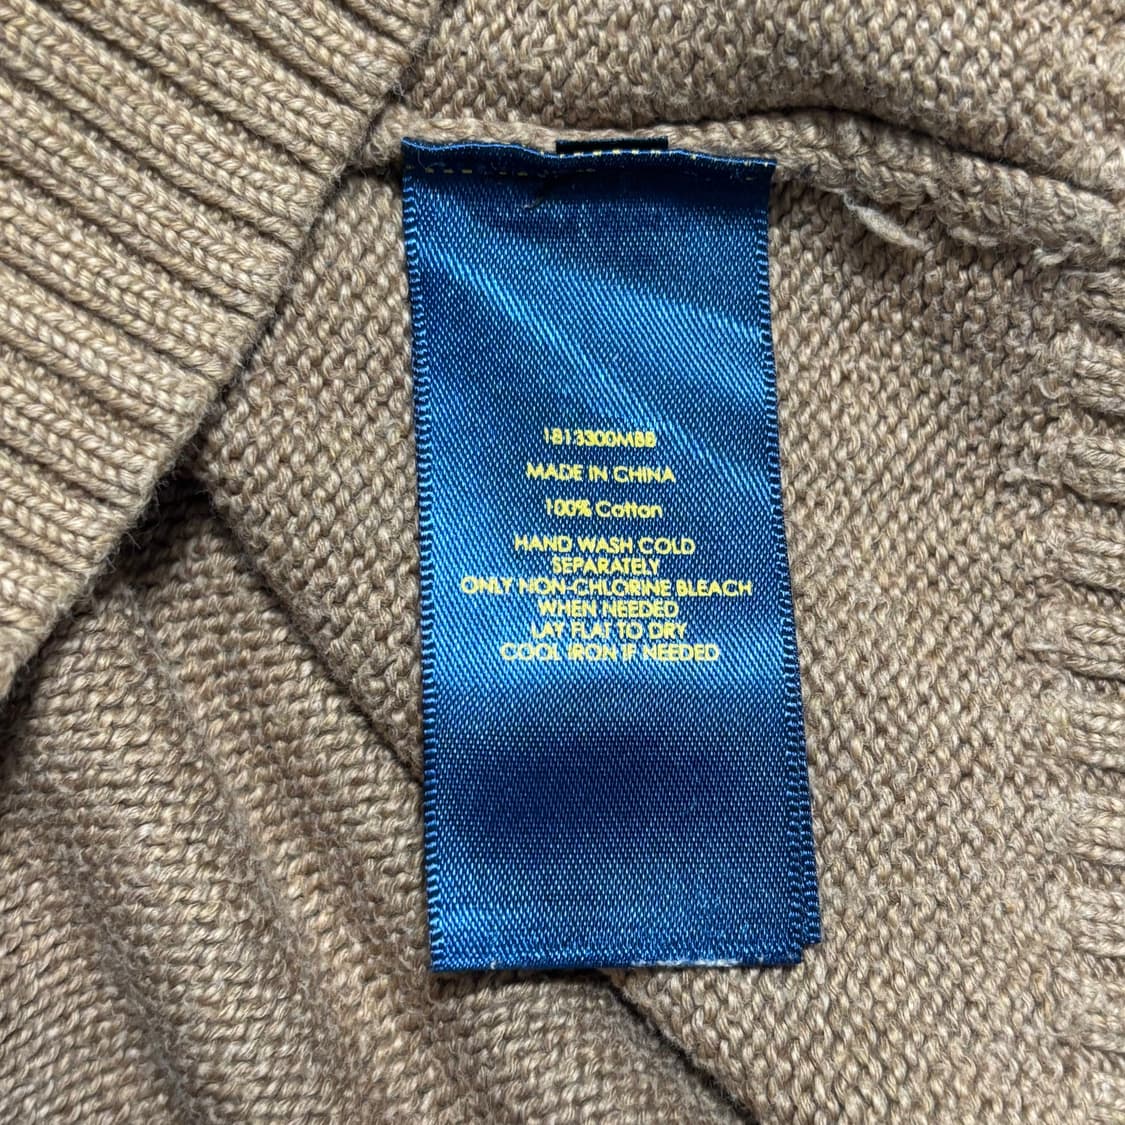 1813300MBB
MADE IN CHINA
100% Cotton
HAND WASH COLD
SEPARATELY
ONLY NON-CHLORINE BLEACH
WHEN NEEDED
LAY FLAT TO DRY
COOL IRON IF NEEDED